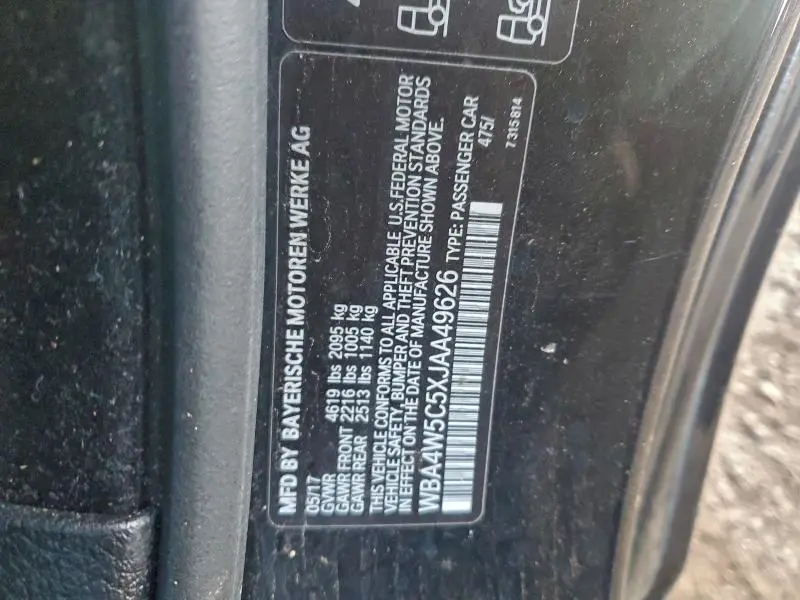 MFD BY BAYERISCHE MOTOREN WERKE AG
05/17
GVWR 4619 lbs 2095 kg
GAWR FRONT 2216 lbs 1005 kg
GAWR REAR 2513 lbs 1140 kg
THIS VEHICLE CONFORMS TO ALL APPLICABLE U.S.FEDERAL MOTOR
VEHICLE SAFETY, BUMPER AND THEFT PREVENTION STANDARDS
IN EFFECT ON THE DATE OF MANUFACTURE SHOWN ABOVE.
WBA4W5C5XJAA49626 TYPE: PASSENGER CAR
475/
7 315 814